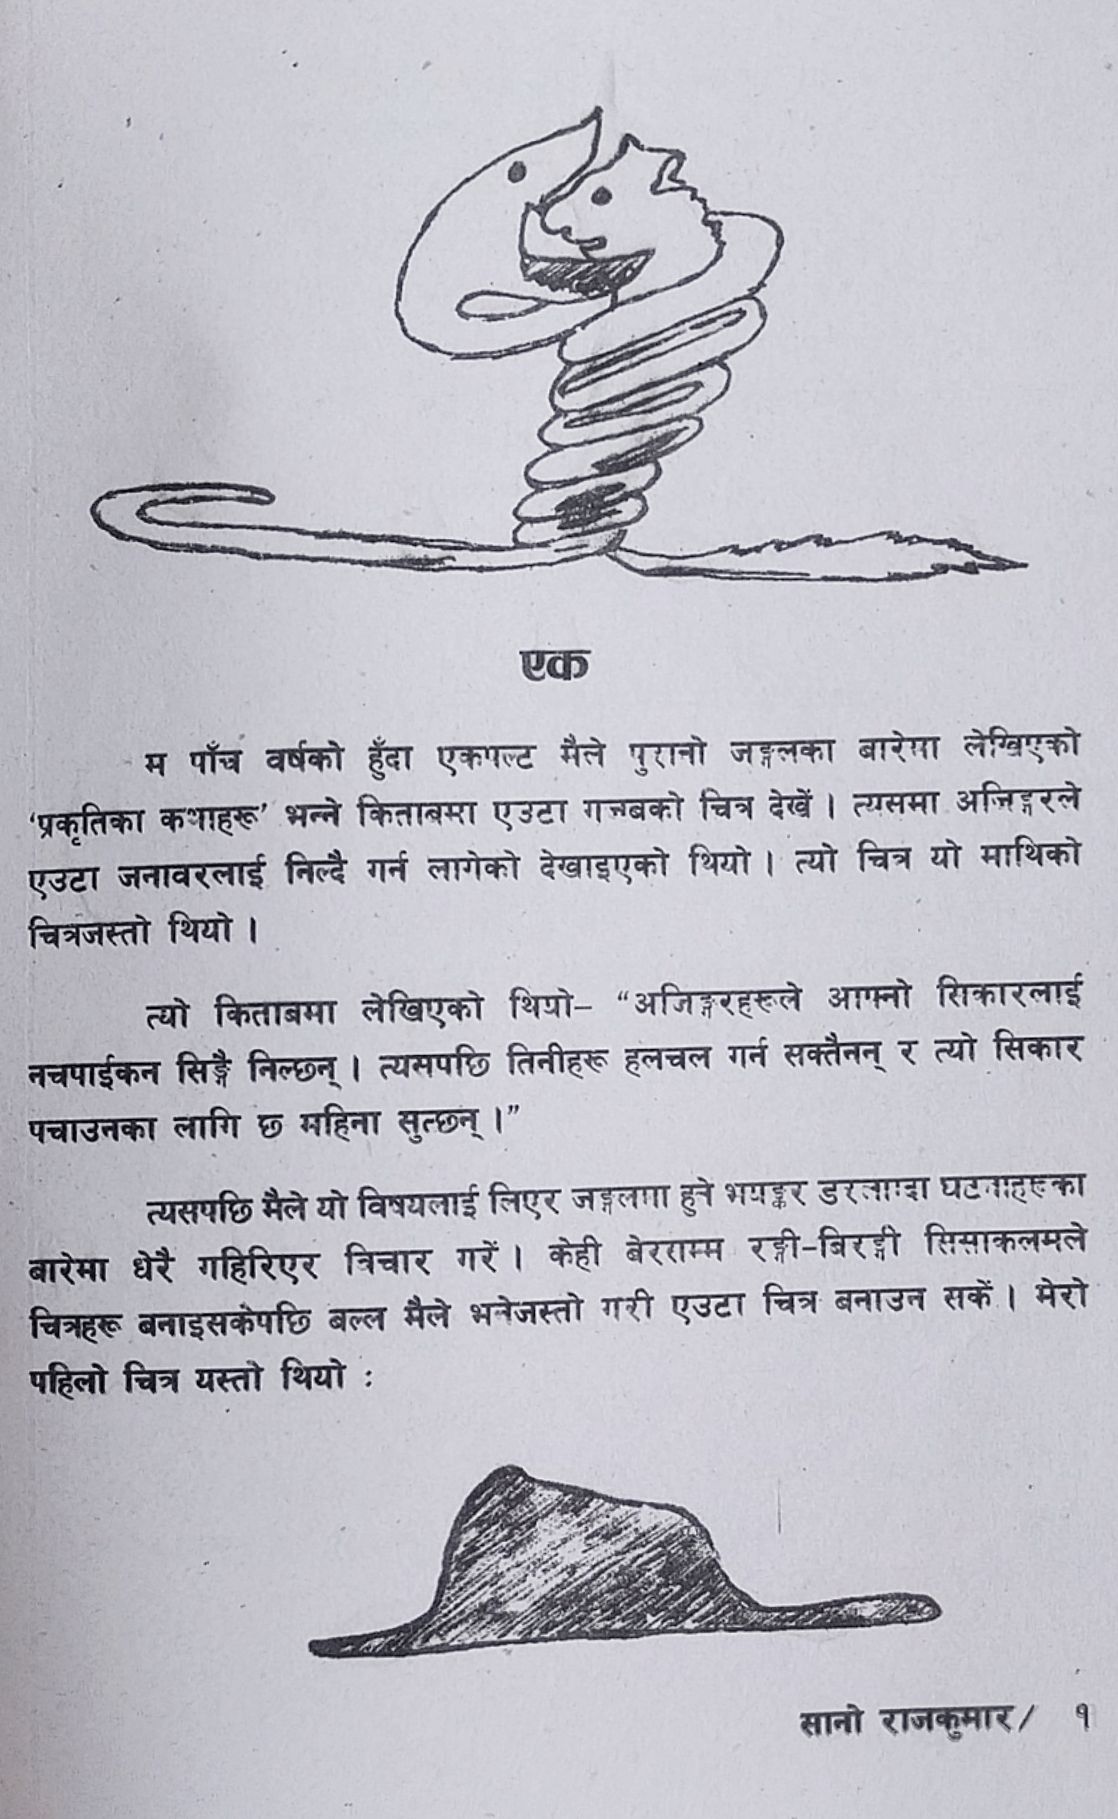 एक
म पाँच वर्षको हुँदा एकपल्ट मैले पुरानो जङ्गलका बारेमा लेखिएको
‘प्रकृतिका कथाहरू’ भन्ने किताबमा एउटा गजबको चित्र देखें । त्यसमा अजिङ्गरले
एउटा जनावरलाई निल्दै गर्न लागेको देखाइएको थियो । त्यो चित्र यो माथिको
चित्रजस्तो थियो ।
त्यो किताबमा लेखिएको थियो– “अजिङ्गरहरूले आफ्नो सिकारलाई
नचपाईकन सिङ्गै निल्छन् । त्यसपछि तिनीहरू हलचल गर्न सक्तैनन् र त्यो सिकार
पचाउनका लागि छ महिना सुत्छन् ।”
त्यसपछि मैले यो विषयलाई लिएर जङ्गलमा हुने भयङ्कर डरलाग्दा घटनाहरूका
बारेमा धेरै गहिरिएर विचार गरें । केही बेरसम्म रङ्गी-बिरङ्गी सिसाकलमले
चित्रहरू बनाइसकेपछि बल्ल मैले भनेजस्तो गरी एउटा चित्र बनाउन सकें । मेरो
पहिलो चित्र यस्तो थियो :
सानो राजकुमार/ १